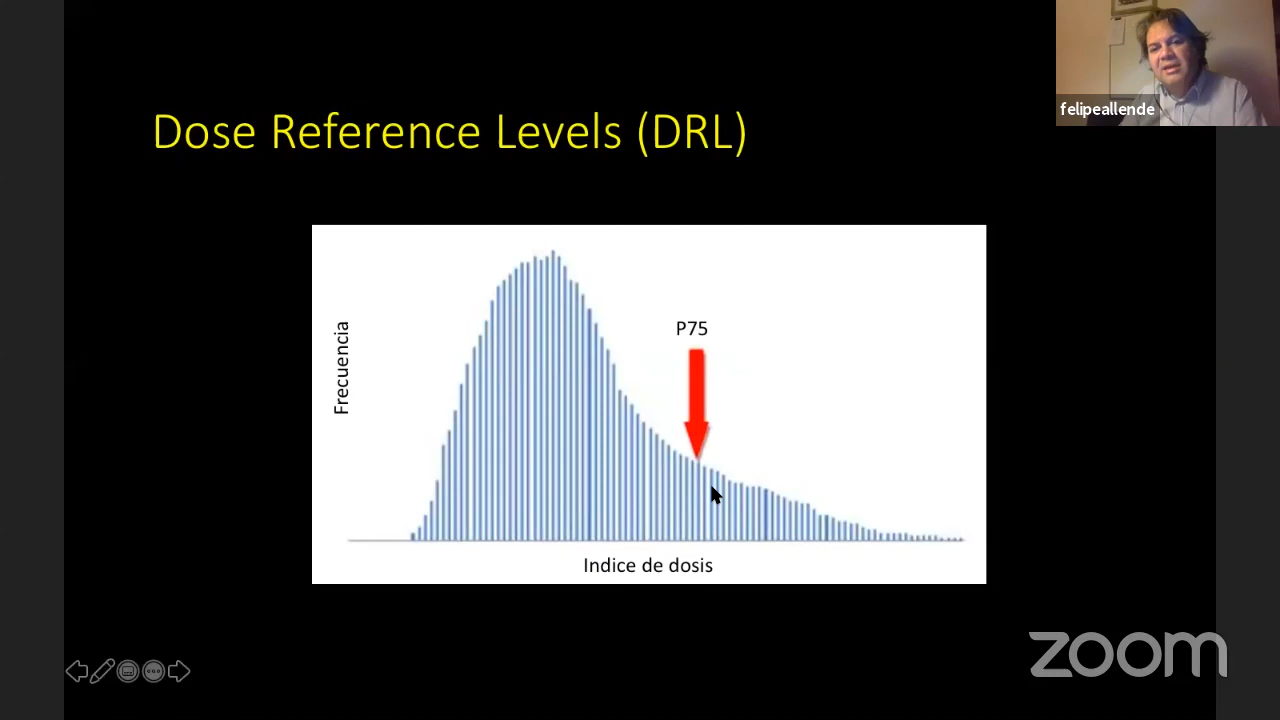 felipeallende
Dose Reference Levels (DRL)
P75
Frecuencia
Indice de dosis
zoom